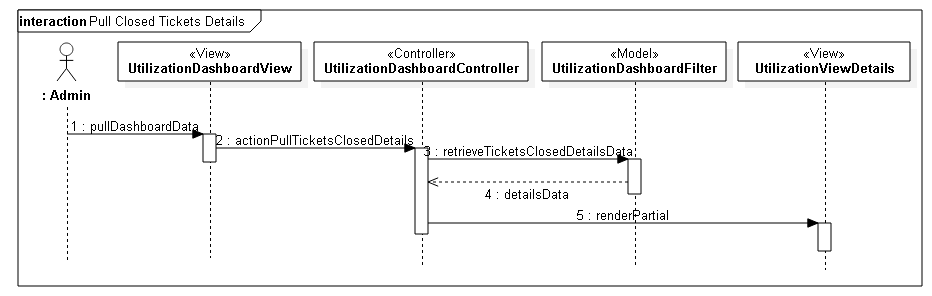 interaction Pull Closed Tickets Details
«View»
UtilizationDashboardView
«Controller»
UtilizationDashboardController
«Model»
UtilizationDashboardFilter
«View»
UtilizationViewDetails
: Admin
1 : pullDashboardData
2 : actionPullTicketsClosedDetails
3 : retrieveTicketsClosedDetailsData
4 : detailsData
5 : renderPartial